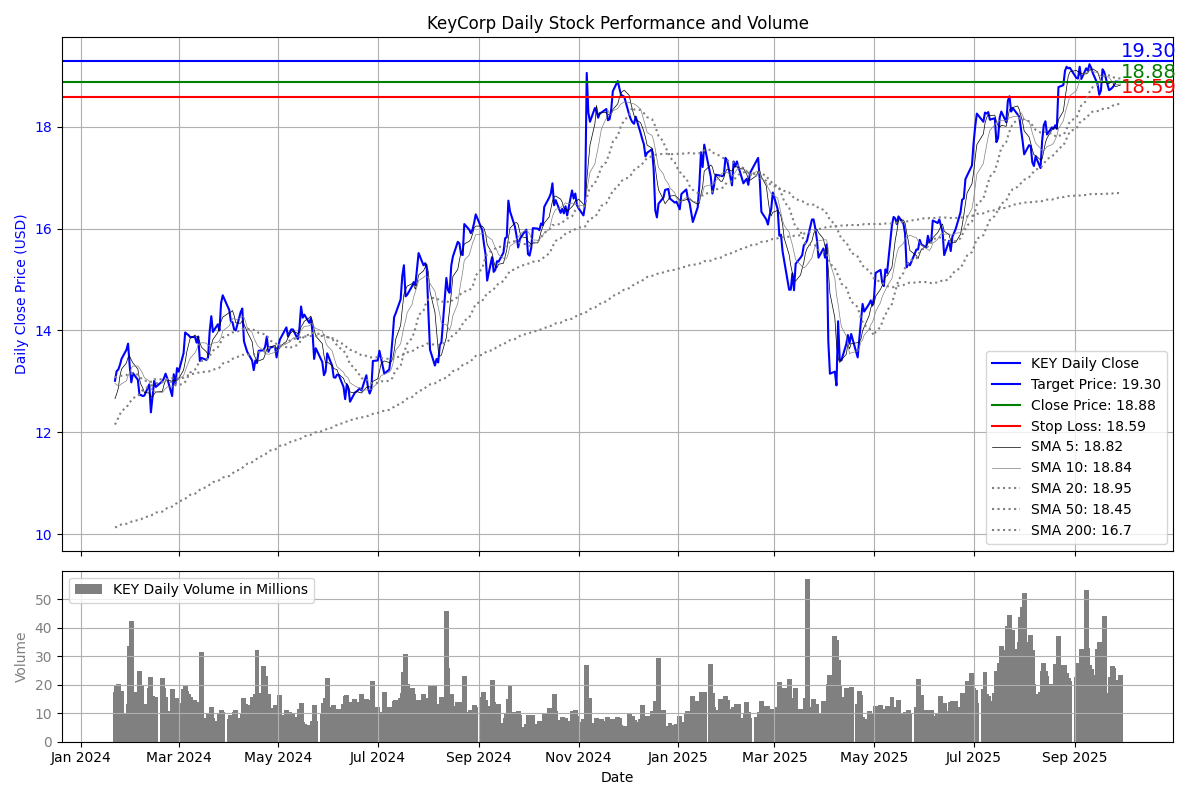 KeyCorp Daily Stock Performance and Volume
19.30
18.88
18.59
18
16
14
12
10
Daily Close Price (USD)
KEY Daily Close
Target Price: 19.30
Close Price: 18.88
Stop Loss: 18.59
SMA 5: 18.82
SMA 10: 18.84
SMA 20: 18.95
SMA 50: 18.45
SMA 200: 16.7
KEY Daily Volume in Millions
50
40
30
20
10
0
Volume
Jan 2024 Mar 2024 May 2024 Jul 2024 Sep 2024 Nov 2024 Jan 2025 Mar 2025 May 2025 Jul 2025 Sep 2025
Date